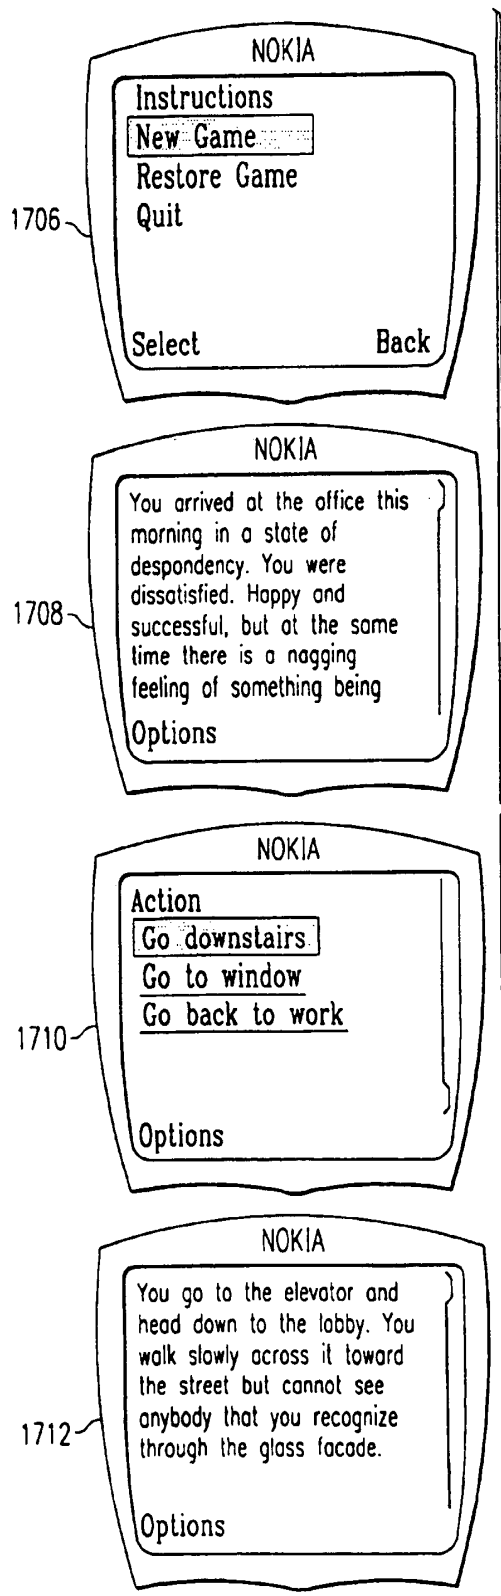 NOKIA
Instructions
New Game
Restore Game
Quit
1706
Select Back
NOKIA
You arrived at the office this
morning in a state of
despondency. You were
dissatisfied. Happy and
1708
successful, but at the same
time there is a nagging
feeling of something being
Options
NOKIA
Action
Go downstairs
Go to window
Go back to work
1710
Options
NOKIA
You go to the elevator and
head down to the lobby. You
walk slowly across it toward
the street but cannot see
anybody that you recognize
1712
through the glass facade.
Options